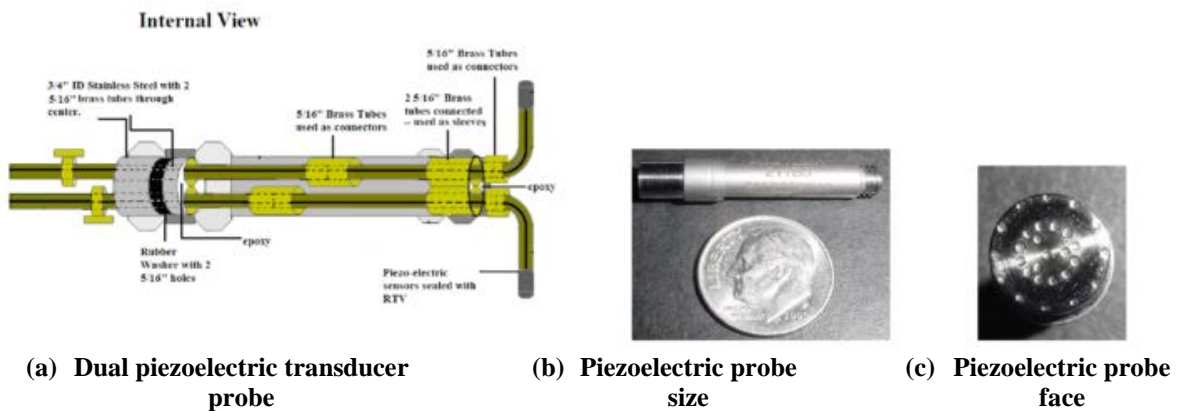 Internal View
5/16" Brass Tubes
used as connectors
3/4" ID Stainless Steel with 2
5/16" brass tubes through
center.
5/16" Brass Tubes
used as connectors
2 5/16" Brass
tubes connected
-- used as sleeves
epoxy
epoxy
Rubber
Washer with 2
5/16" holes
Piezo-electric
sensors sealed with
RTV
(a) Dual piezoelectric transducer
probe
(b) Piezoelectric probe
size
(c) Piezoelectric probe
face